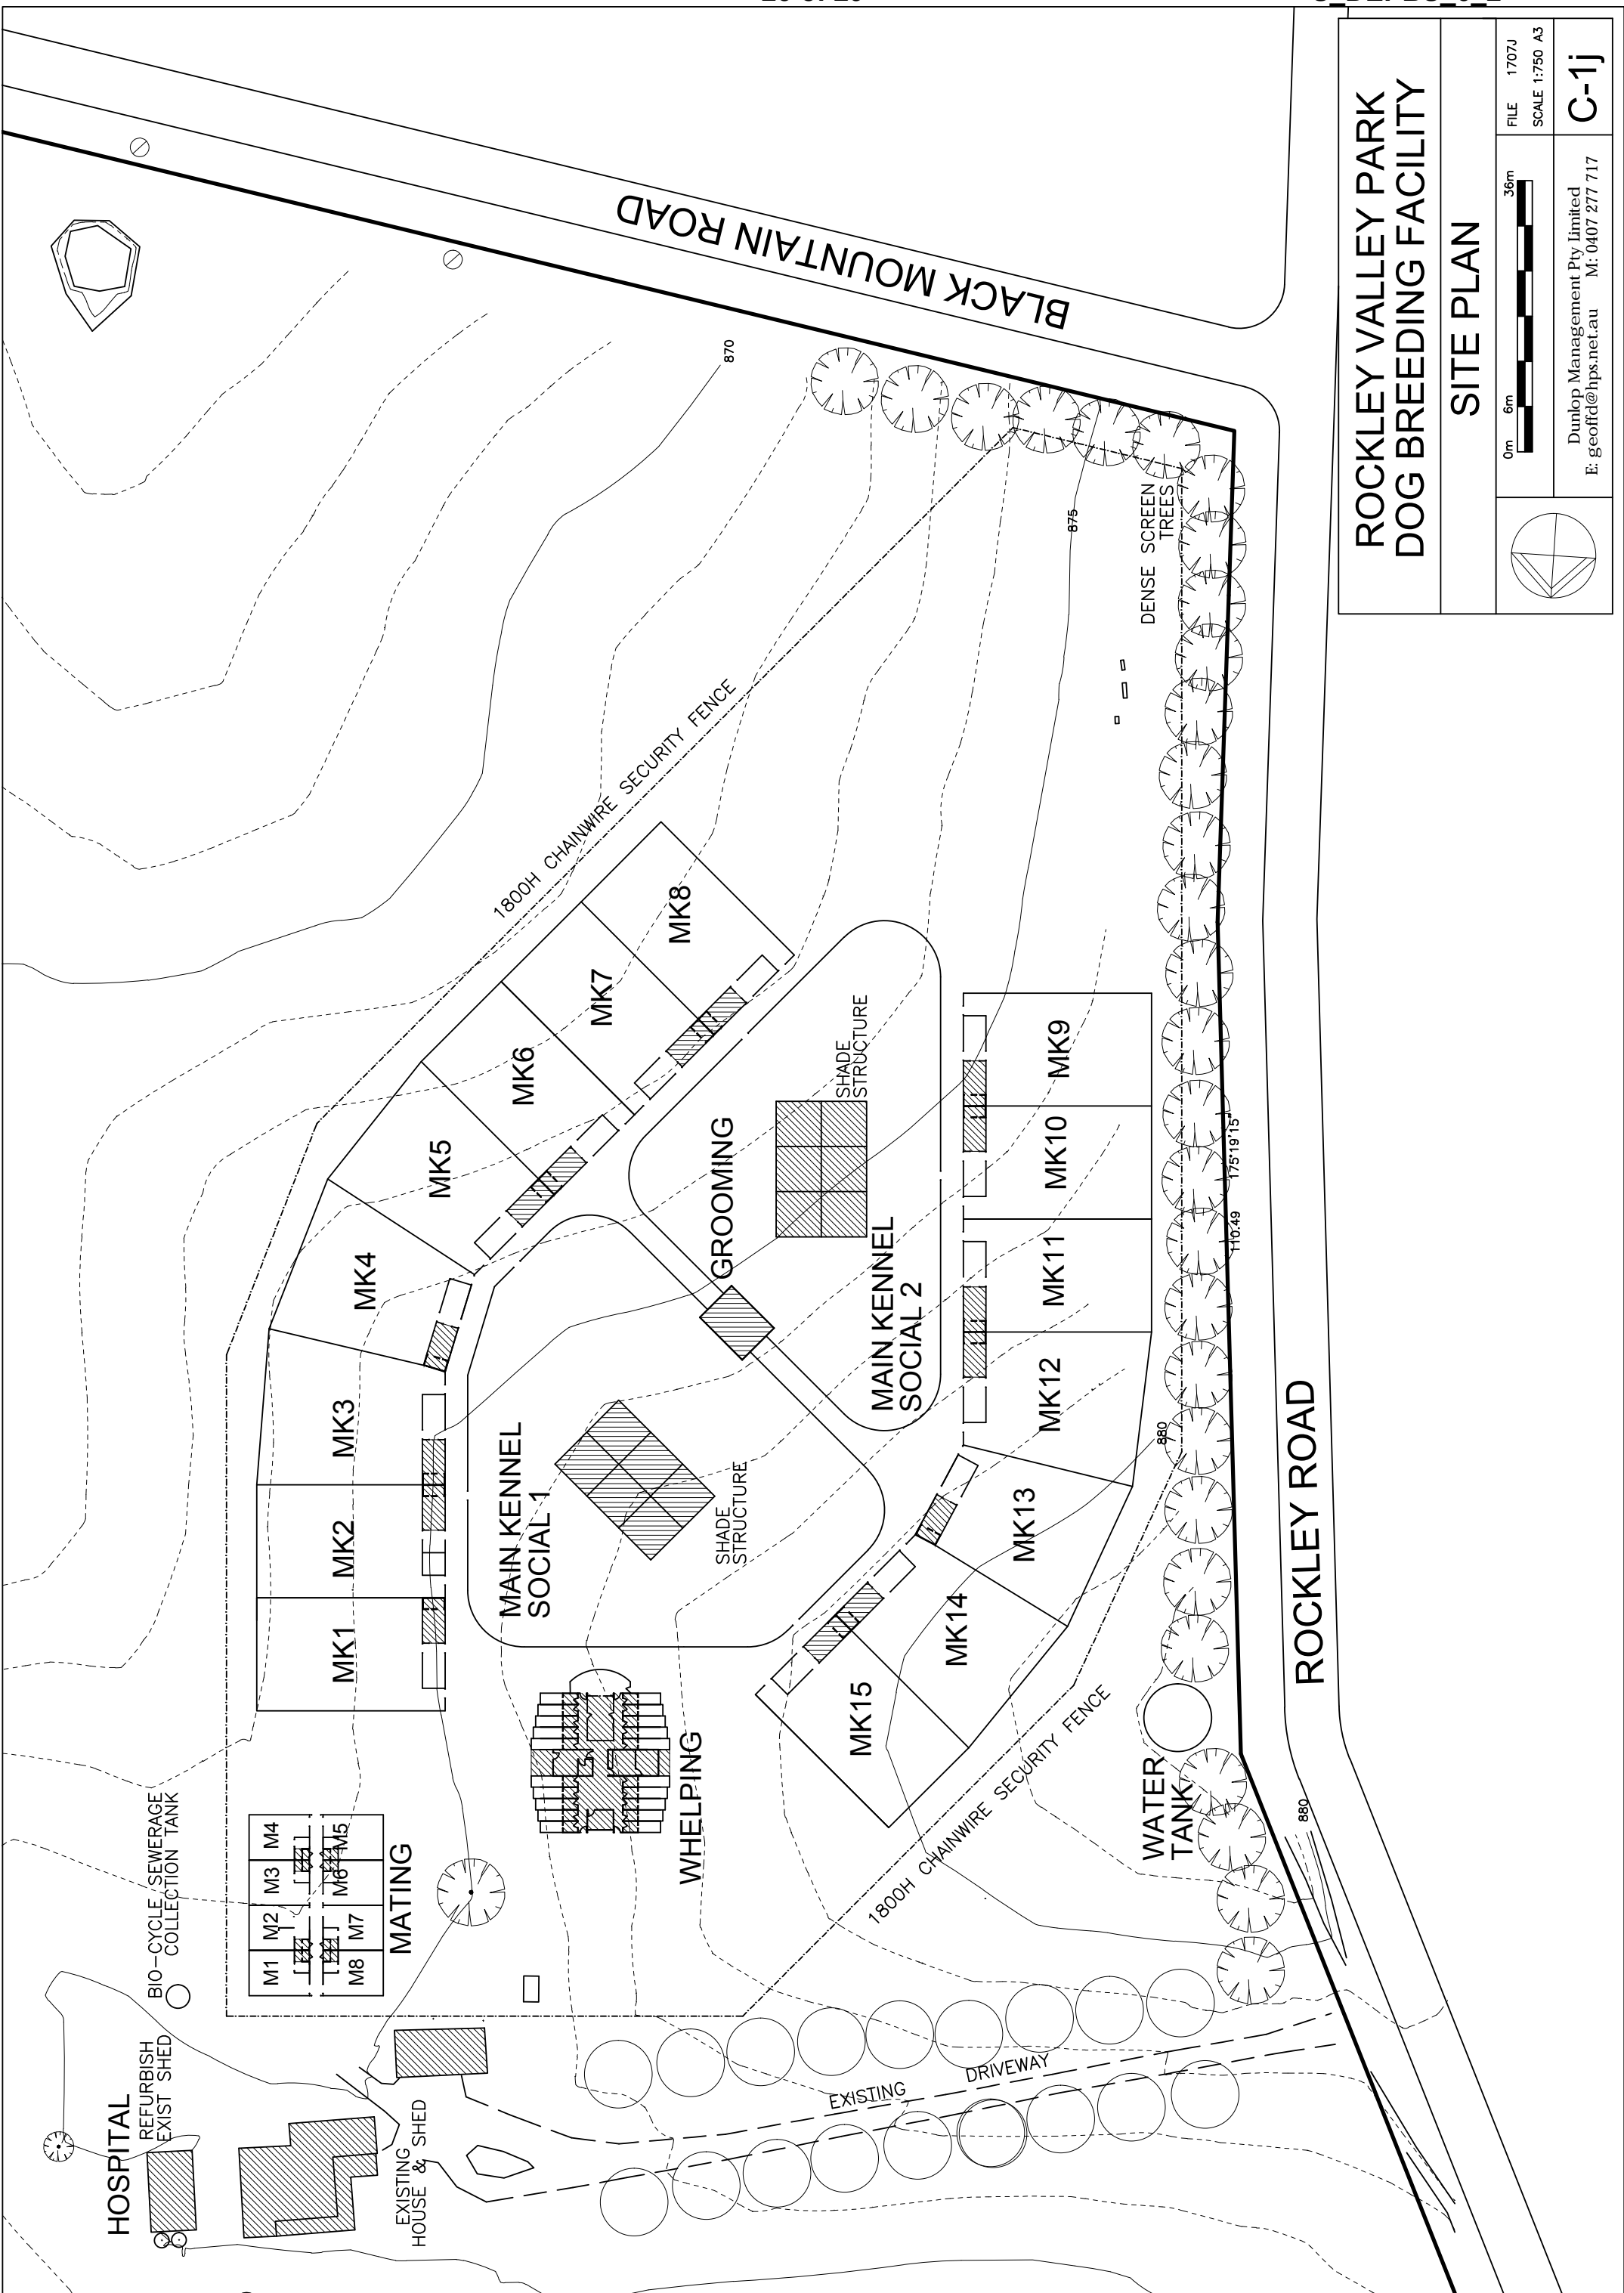 ROCKLEY VALLEY PARK
DOG BREEDING FACILITY
SITE PLAN
0m
6m
36m
FILE 1707J
SCALE 1:750 A3
Dunlop Management Pty Limited
E: geoffd@hps.net.au M: 0407 277 717
C-1j
HOSPITAL
REFURBISH
EXIST SHED
BIO-CYCLE SEWERAGE
COLLECTION TANK
EXISTING
HOUSE & SHED
M1
M2
M3
M4
M8
M7
M6
M5
MATING
WHELPING
MK1
MK2
MK3
MK4
MK5
MK6
MK7
MK8
1800H CHAINWIRE SECURITY FENCE
MAIN KENNEL
SOCIAL 1
SHADE
STRUCTURE
GROOMING
SHADE
STRUCTURE
MAIN KENNEL
SOCIAL 2
MK15
MK14
MK13
MK12
MK11
MK10
MK9
1800H CHAINWIRE SECURITY FENCE
WATER
TANK
EXISTING DRIVEWAY
DENSE SCREEN
TREES
870
875
880
880
110.49
175°19'15"
ROCKLEY ROAD
BLACK MOUNTAIN ROAD